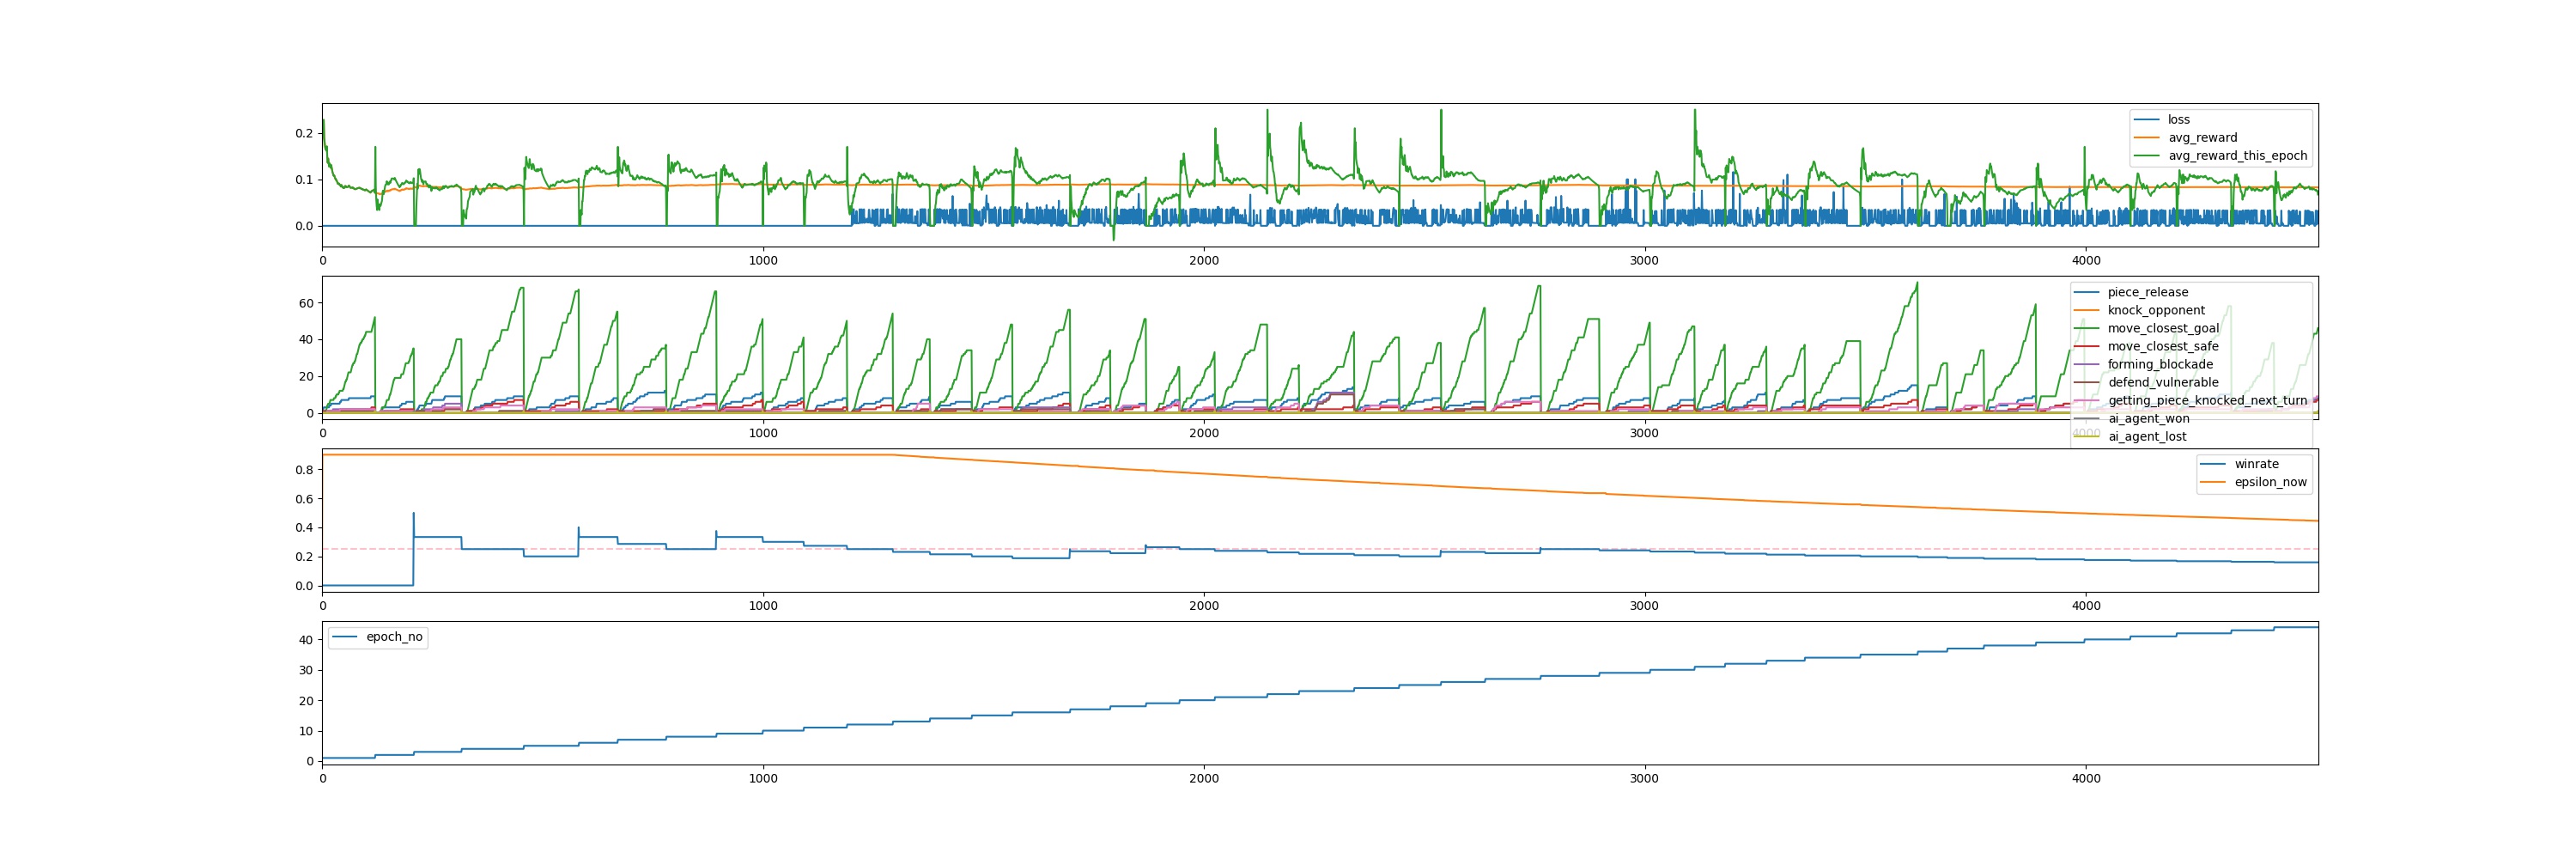 0.2
0.1
0.0
loss
avg_reward
avg_reward_this_epoch
0 1000 2000 3000 4000
60
40
20
0
piece_release
knock_opponent
move_closest_goal
move_closest_safe
forming_blockade
defend_vulnerable
getting_piece_knocked_next_turn
ai_agent_won
ai_agent_lost
0 1000 2000 3000 4000
0.8
0.6
0.4
0.2
0.0
winrate
epsilon_now
0 1000 2000 3000 4000
40
30
20
10
0
epoch_no
0 1000 2000 3000 4000